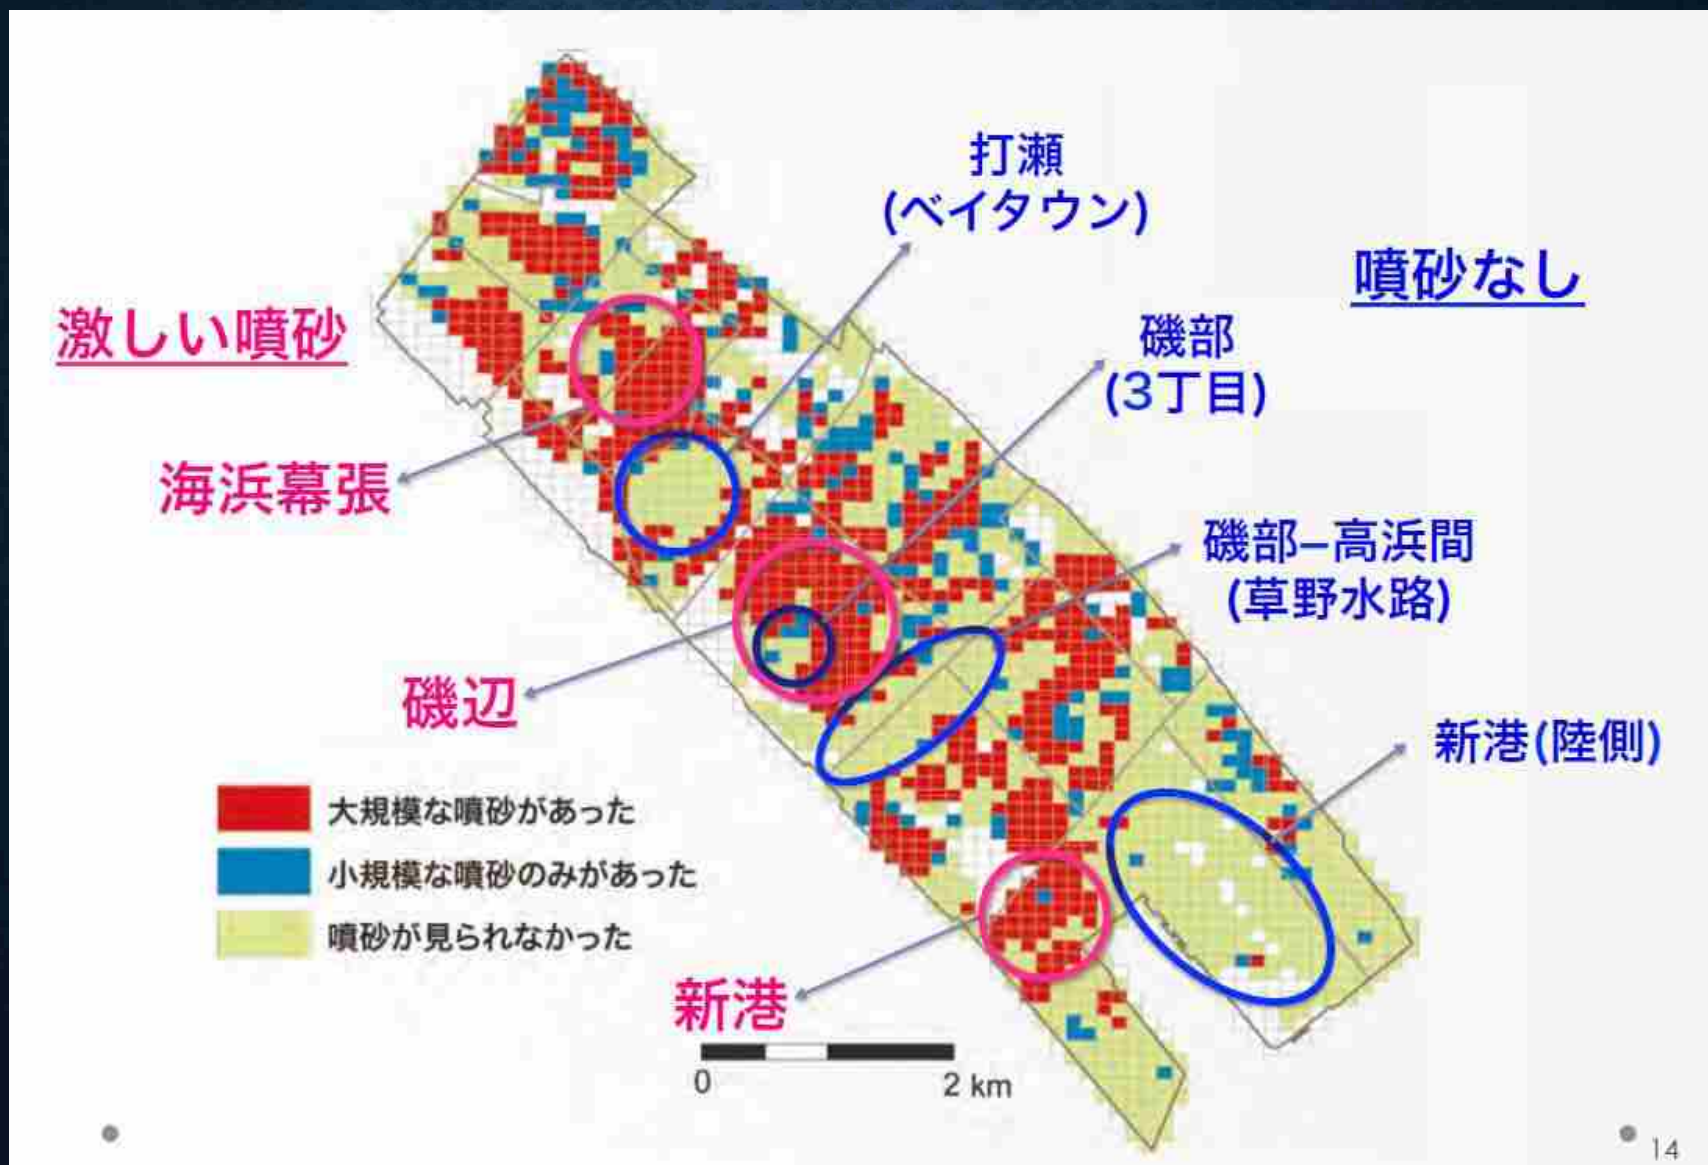 打瀬
(ベイタウン)
噴砂なし
激しい噴砂
磯部
(3丁目)
海浜幕張
磯部–高浜間
(草野水路)
磯辺
新港(陸側)
大規模な噴砂があった
小規模な噴砂のみがあった
噴砂が見られなかった
新港
0
2 km
14